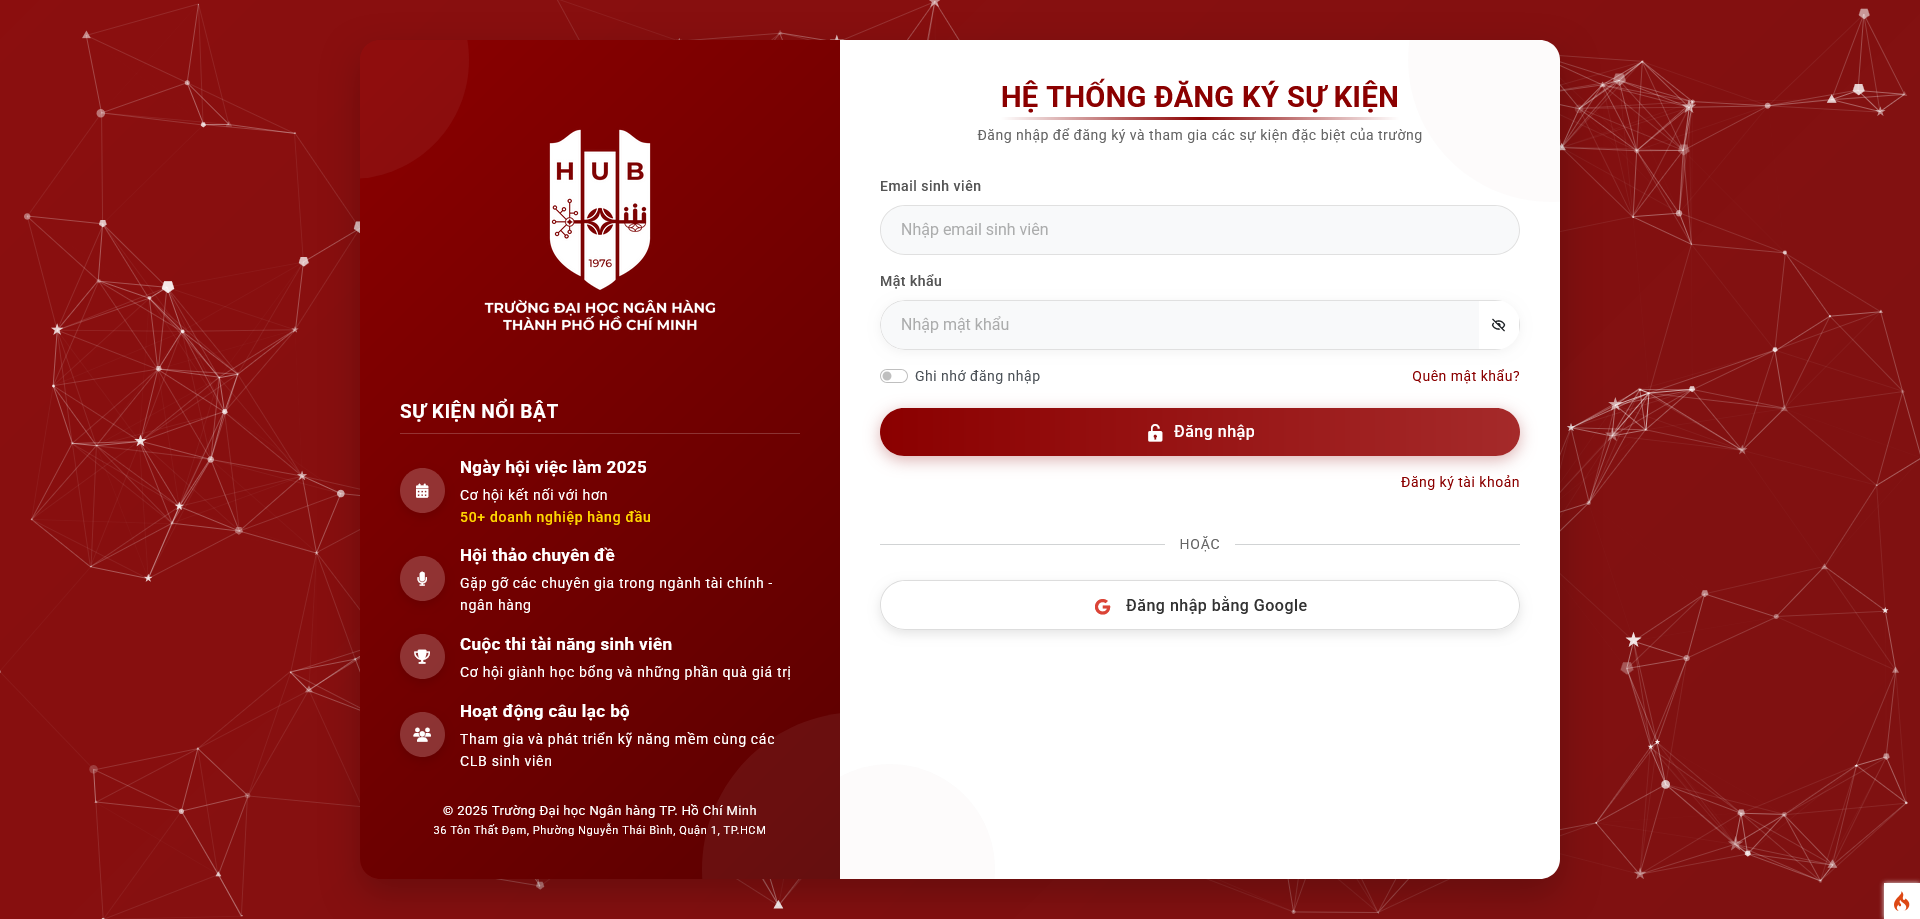 HUB
1976
TRƯỜNG ĐẠI HỌC NGÂN HÀNG
THÀNH PHỐ HỒ CHÍ MINH
SỰ KIỆN NỔI BẬT
Ngày hội việc làm 2025
Cơ hội kết nối với hơn
50+ doanh nghiệp hàng đầu
Hội thảo chuyên đề
Gặp gỡ các chuyên gia trong ngành tài chính -
ngân hàng
Cuộc thi tài năng sinh viên
Cơ hội giành học bổng và những phần quà giá trị
Hoạt động câu lạc bộ
Tham gia và phát triển kỹ năng mềm cùng các
CLB sinh viên
© 2025 Trường Đại học Ngân hàng TP. Hồ Chí Minh
36 Tôn Thất Đạm, Phường Nguyễn Thái Bình, Quận 1, TP.HCM
HỆ THỐNG ĐĂNG KÝ SỰ KIỆN
Đăng nhập để đăng ký và tham gia các sự kiện đặc biệt của trường
Email sinh viên
Nhập email sinh viên
Mật khẩu
Nhập mật khẩu
Ghi nhớ đăng nhập
Quên mật khẩu?
Đăng nhập
Đăng ký tài khoản
HOẶC
Đăng nhập bằng Google